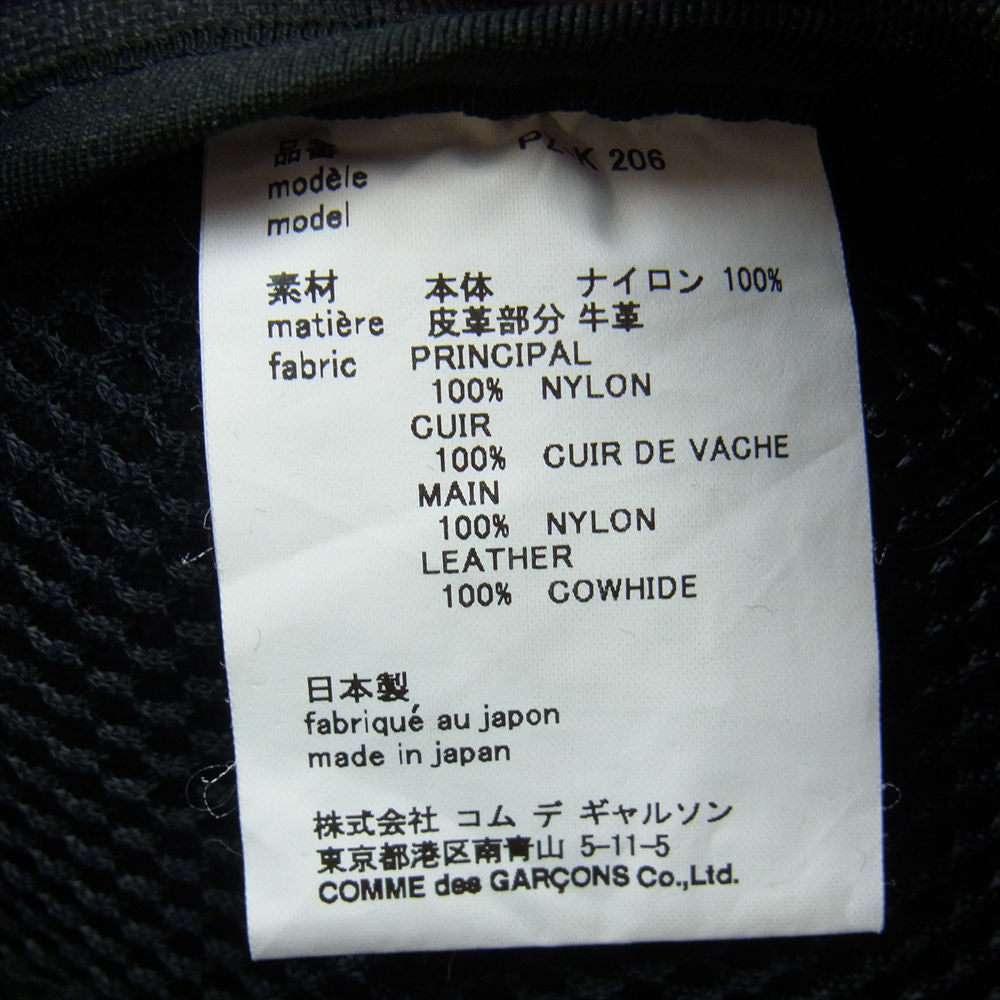 品番 PZ-K 206
modèle
model
素材 本体 ナイロン 100%
matière 皮革部分 牛革
fabric PRINCIPAL
100% NYLON
CUIR
100% CUIR DE VACHE
MAIN
100% NYLON
LEATHER
100% COWHIDE
日本製
fabriqué au japon
made in japan
株式会社 コム デ ギャルソン
東京都港区南青山 5-11-5
COMME des GARÇONS Co.,Ltd.